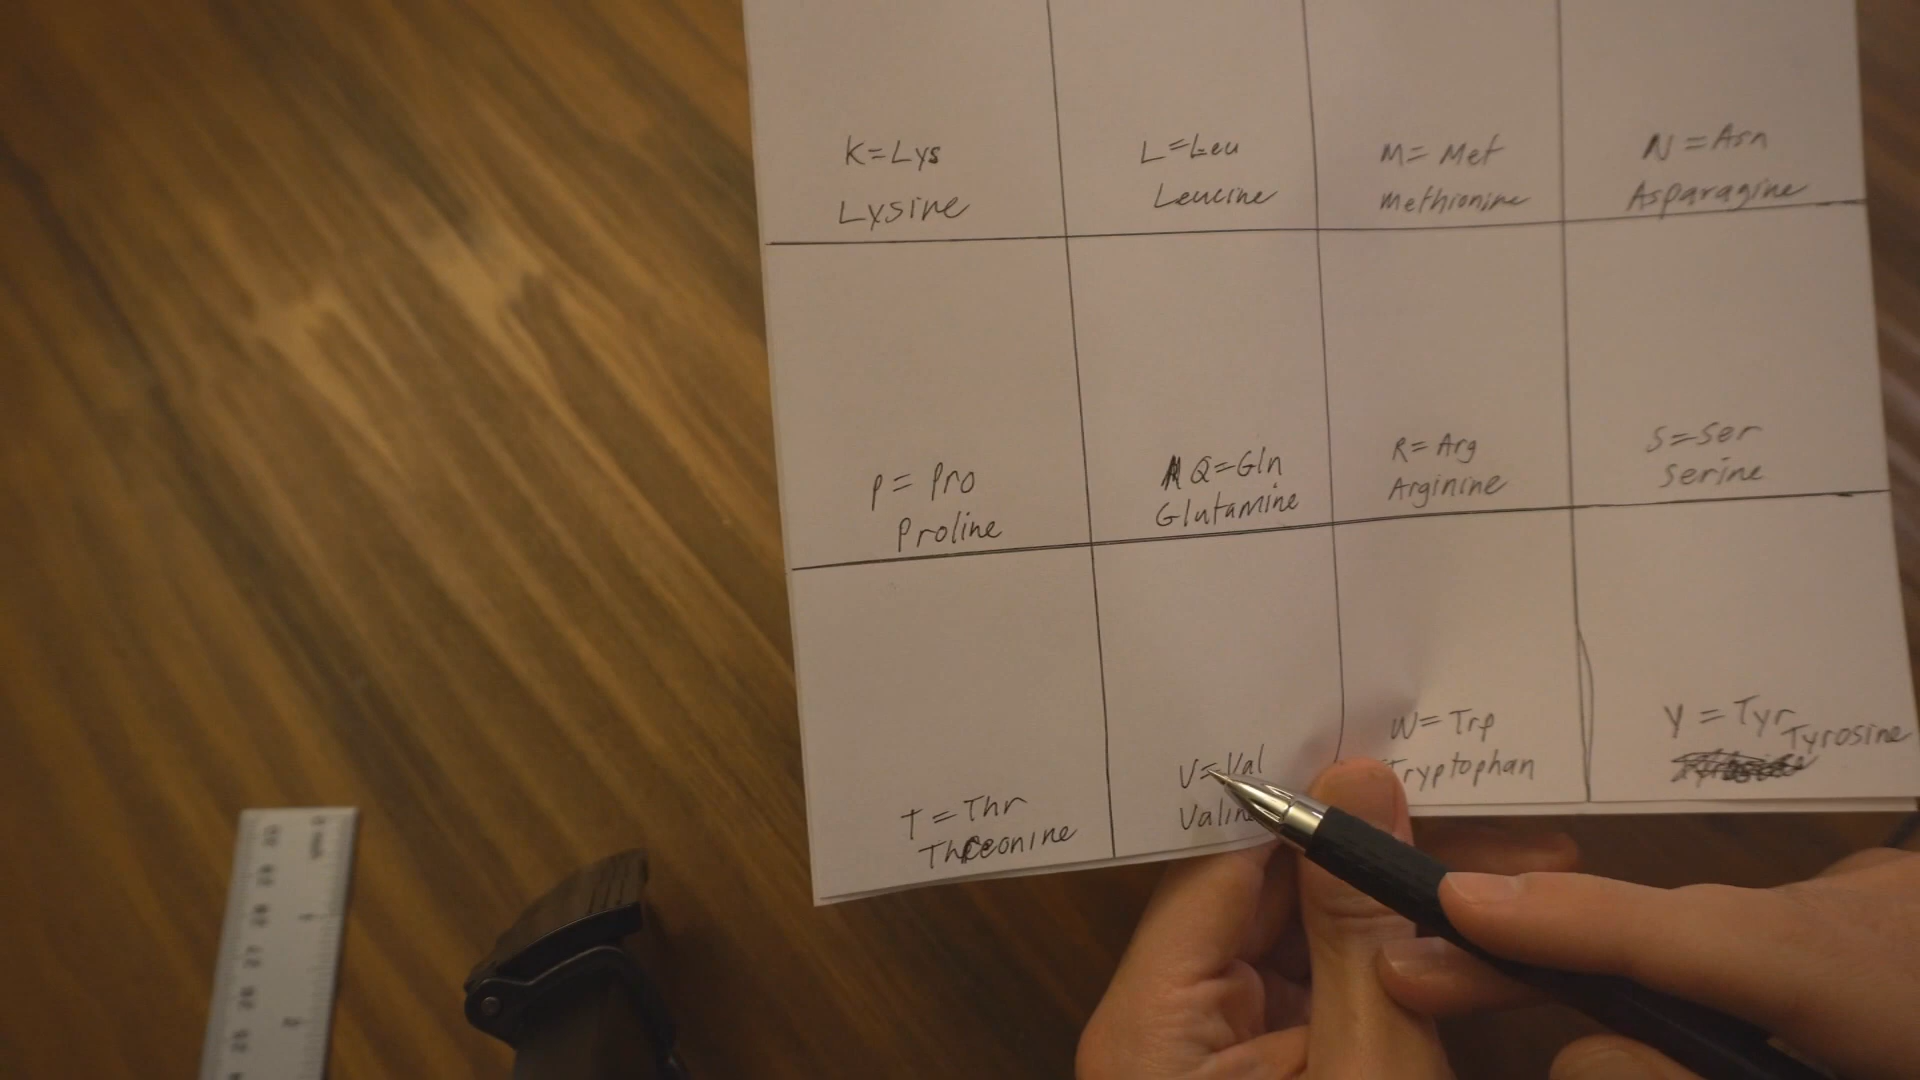 K=Lys
Lysine
L=Leu
Leucine
M=Met
Methionine
N=Asn
Asparagine
P=Pro
Proline
Q=Gln
Glutamine
R=Arg
Arginine
S=Ser
Serine
T=Thr
Threonine
V=Val
Valine
W=Trp
Tryptophan
Y=Tyr
Tyrosine